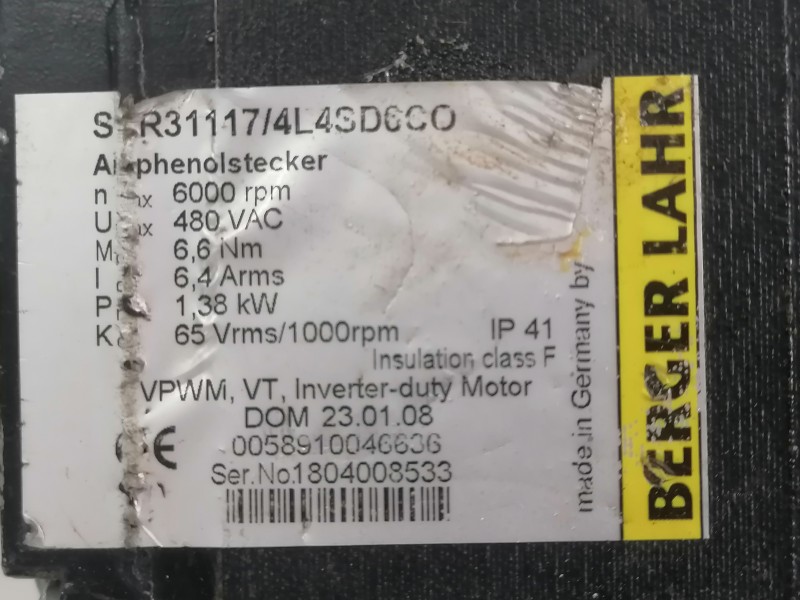 R31117/4L4SD6CO
Amphenolstecker
6000 rpm
480 VAC
6,6 Nm
6,4 Arms
1,38 kW
65 Vrms/1000rpm IP 41
Insulation class F
VPWM, VT, Inverter-duty Motor
DOM 23.01.08
CE 0058910046636
Ser.No.1804008533
made in Germany by
BERGER LAHR